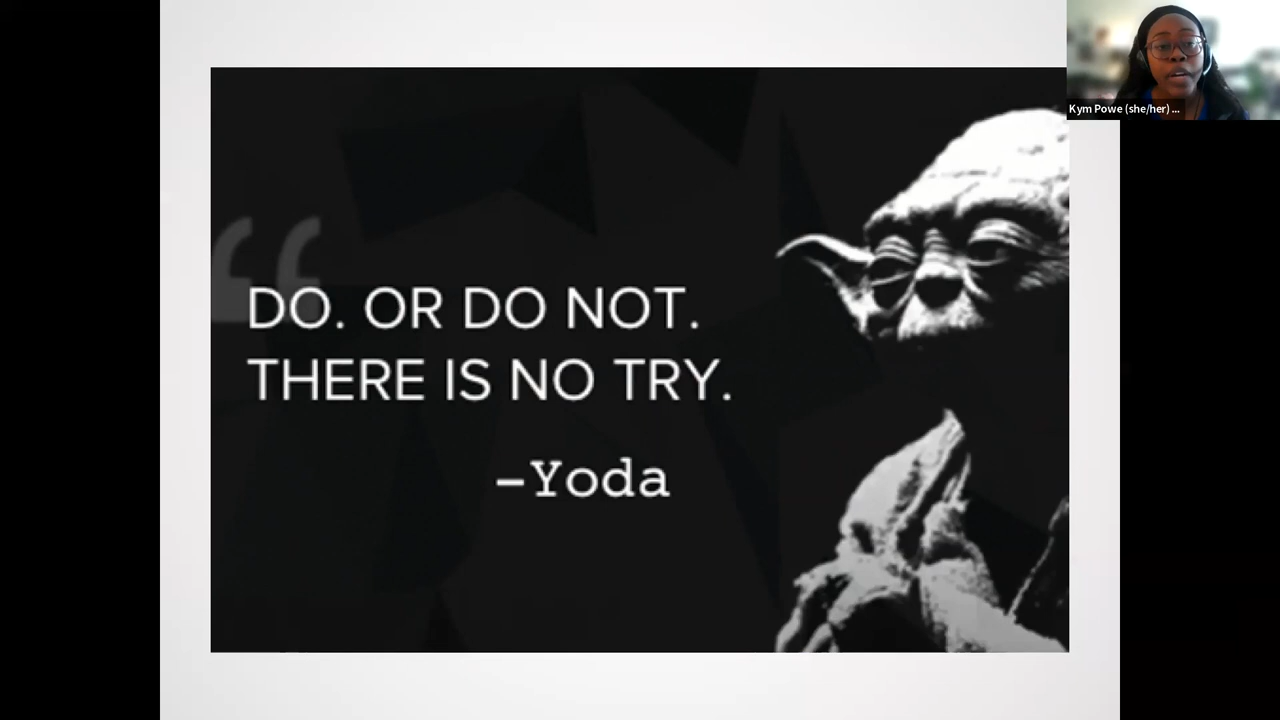 Kym Powe (she/her) ...
“
DO. OR DO NOT.
THERE IS NO TRY.
–Yoda